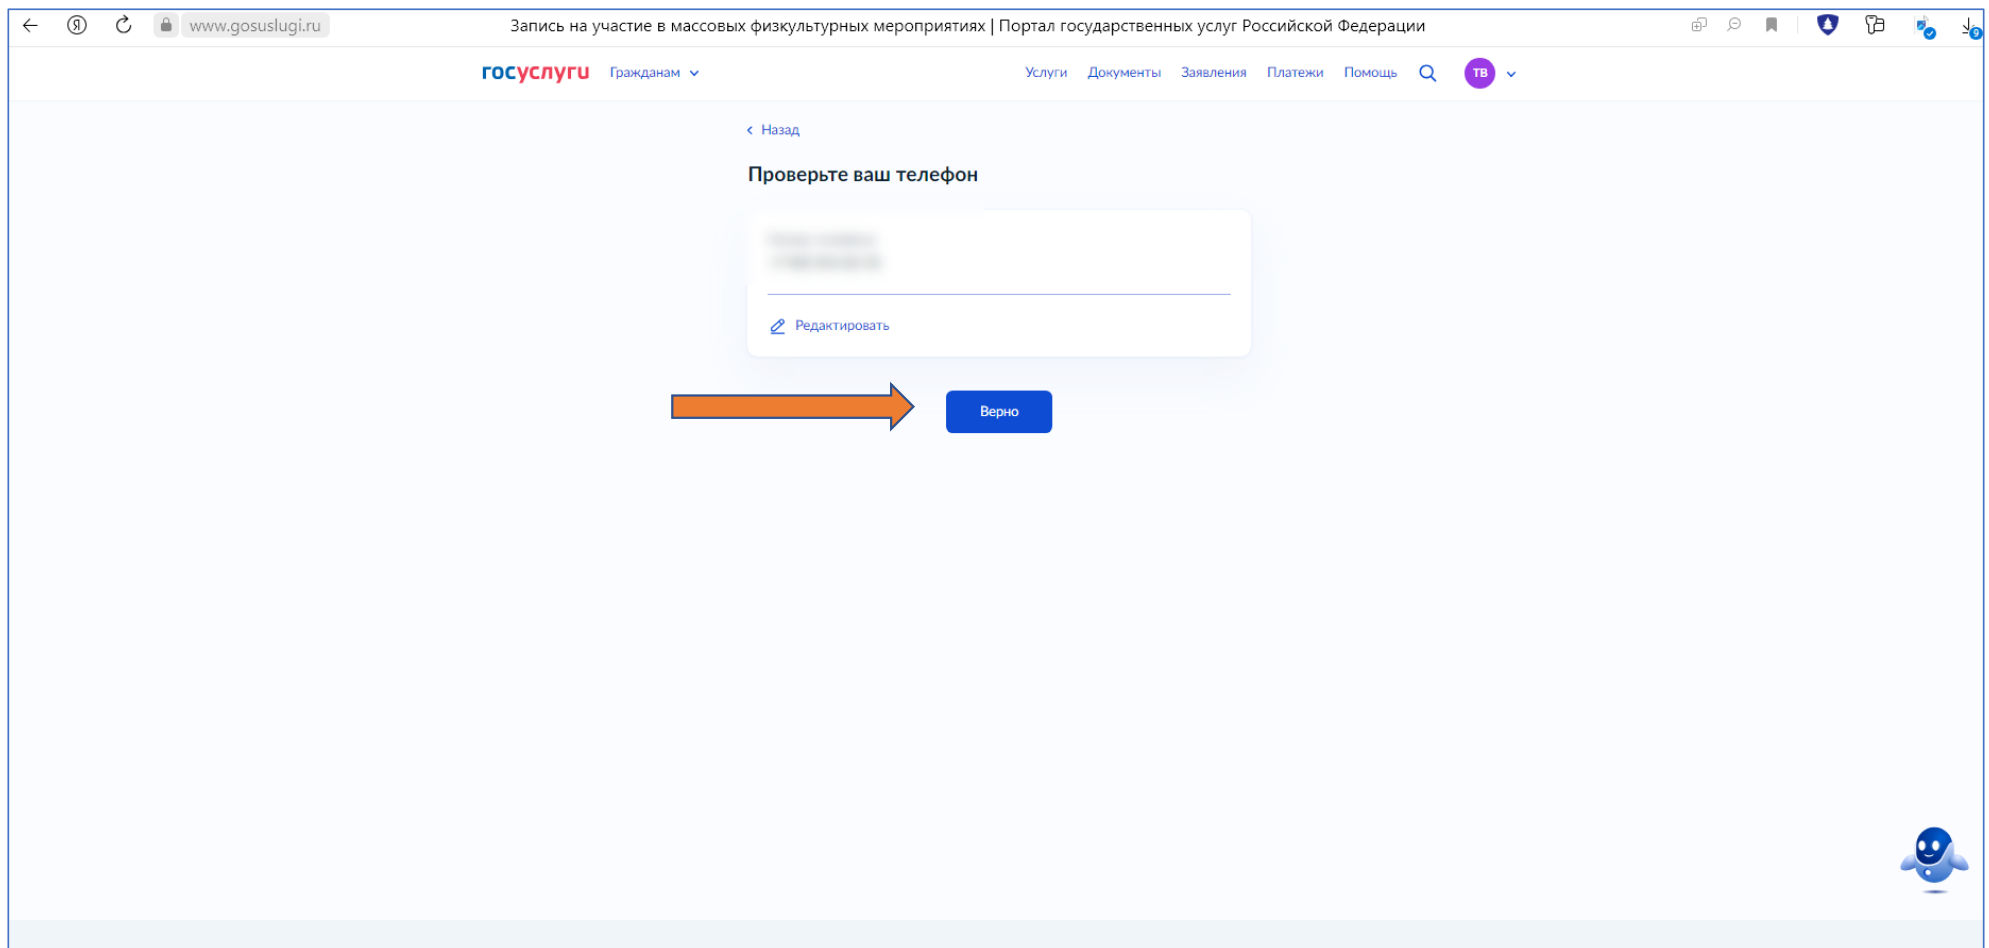 www.gosuslugi.ru
Запись на участие в массовых физкультурных мероприятиях | Портал государственных услуг Российской Федерации
9
госуслуги
Гражданам
Услуги
Документы
Заявления
Платежи
Помощь
ТВ
Назад
Проверьте ваш телефон
Редактировать
Верно